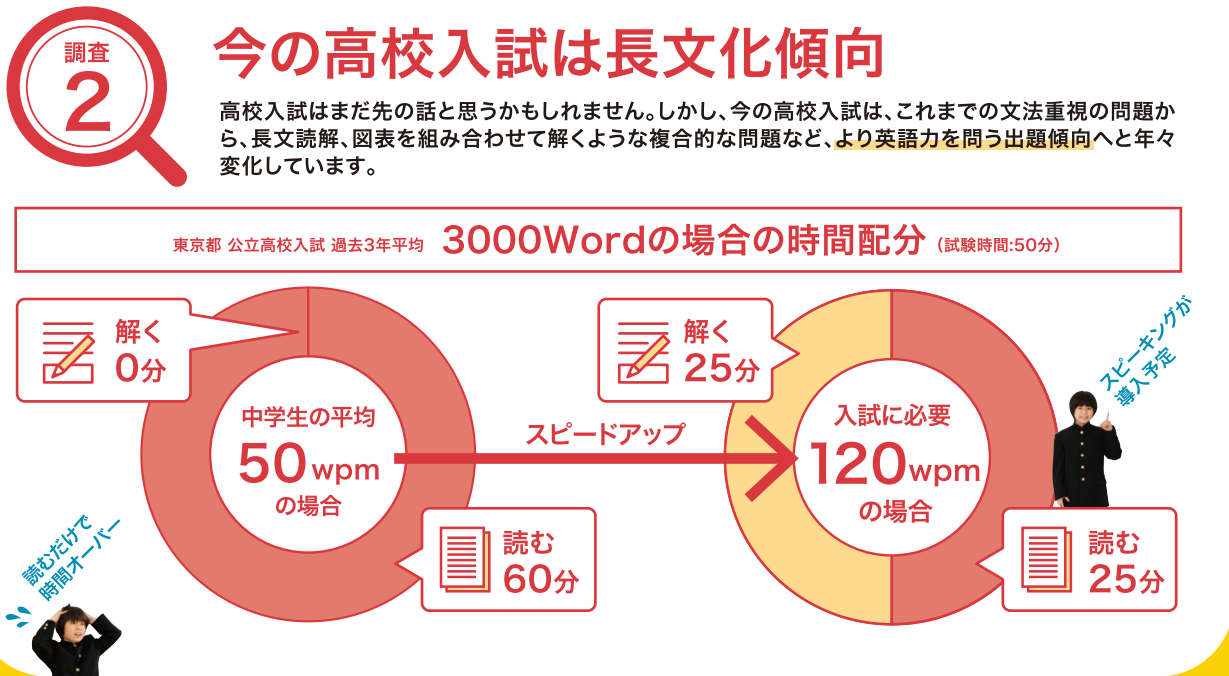 調査
2
今の高校入試は長文化傾向
高校入試はまだ先の話と思うかもしれません。しかし、今の高校入試は、これまでの文法重視の問題か
ら、長文読解、図表を組み合わせて解くような複合的な問題など、より英語力を問う出題傾向へと年々
変化しています。
東京都 公立高校入試 過去3年平均 3000Wordの場合の時間配分(試験時間:50分)
解く
0分
中学生の平均
50wpm
の場合
読む
60分
読むだけで
時間オーバー
スピードアップ
解く
25分
入試に必要
120wpm
の場合
読む
25分
スピーキングが
導入予定